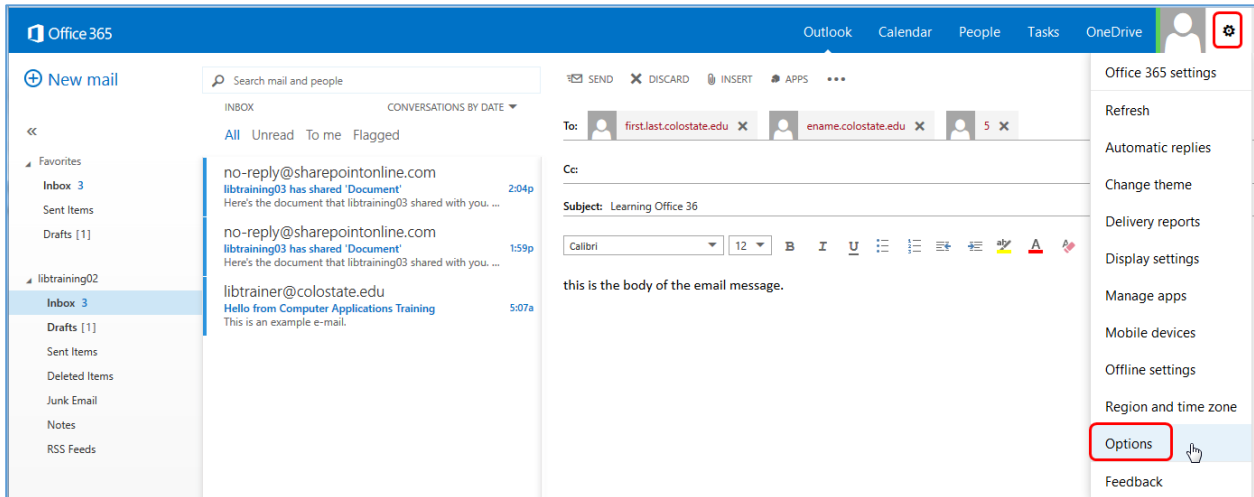 Office 365
Outlook Calendar People Tasks OneDrive
New mail
«
Favorites
Inbox 3
Sent Items
Drafts [1]
libtraining02
Inbox 3
Drafts [1]
Sent Items
Deleted Items
Junk Email
Notes
RSS Feeds
Search mail and people
INBOX CONVERSATIONS BY DATE
All Unread To me Flagged
no-reply@sharepointonline.com
libtraining03 has shared 'Document' 2:04p
Here's the document that libtraining03 shared with you. ...
no-reply@sharepointonline.com
libtraining03 has shared 'Document' 1:59p
Here's the document that libtraining03 shared with you. ...
libtrainer@colostate.edu
Hello from Computer Applications Training 5:07a
This is an example e-mail.
SEND DISCARD INSERT APPS •••
To: first.last.colostate.edu ename.colostate.edu 5
Cc:
Subject: Learning Office 36
Calibri 12 B I U A
this is the body of the email message.
Office 365 settings
Refresh
Automatic replies
Change theme
Delivery reports
Display settings
Manage apps
Mobile devices
Offline settings
Region and time zone
Options
Feedback